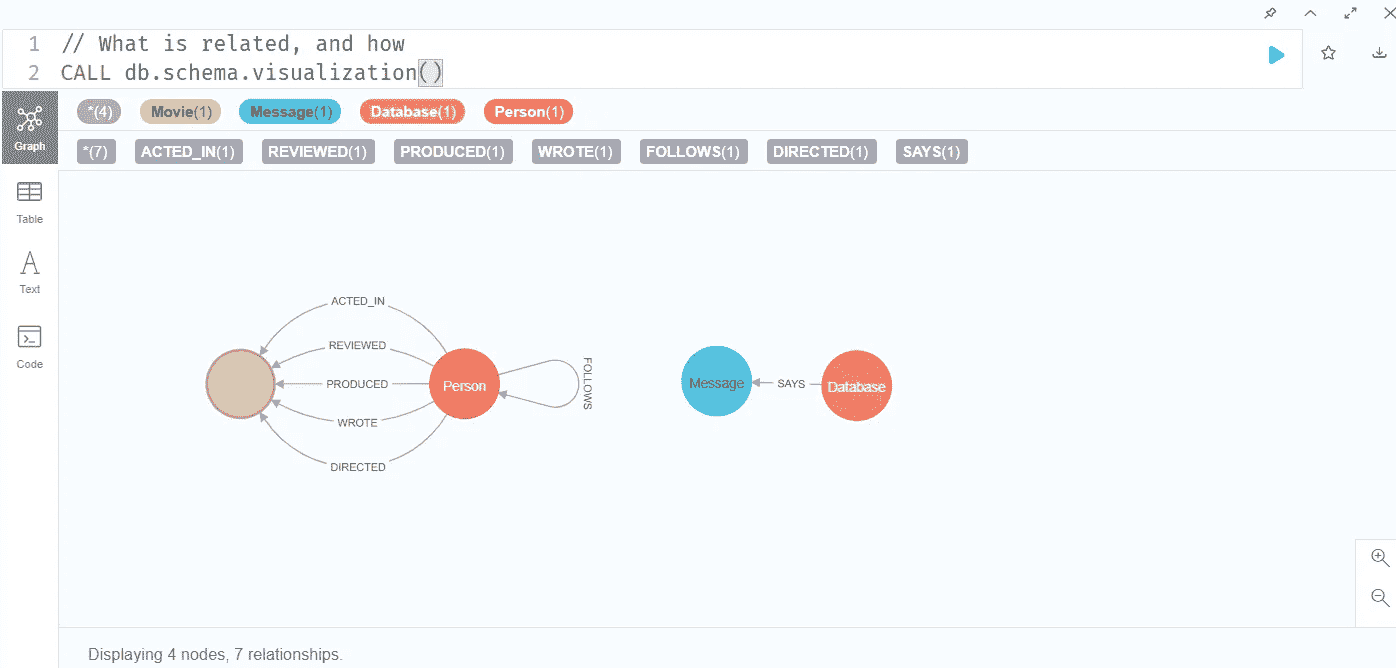 1 // What is related, and how
2 CALL db.schema.visualization()
Graph
*(4) Movie(1) Message(1) Database(1) Person(1)
*(7) ACTED_IN(1) REVIEWED(1) PRODUCED(1) WROTE(1) FOLLOWS(1) DIRECTED(1) SAYS(1)
Table
Text
Code
ACTED_IN
REVIEWED
PRODUCED
WROTE
DIRECTED
Person
FOLLOWS
Message
SAYS
Database
Displaying 4 nodes, 7 relationships.